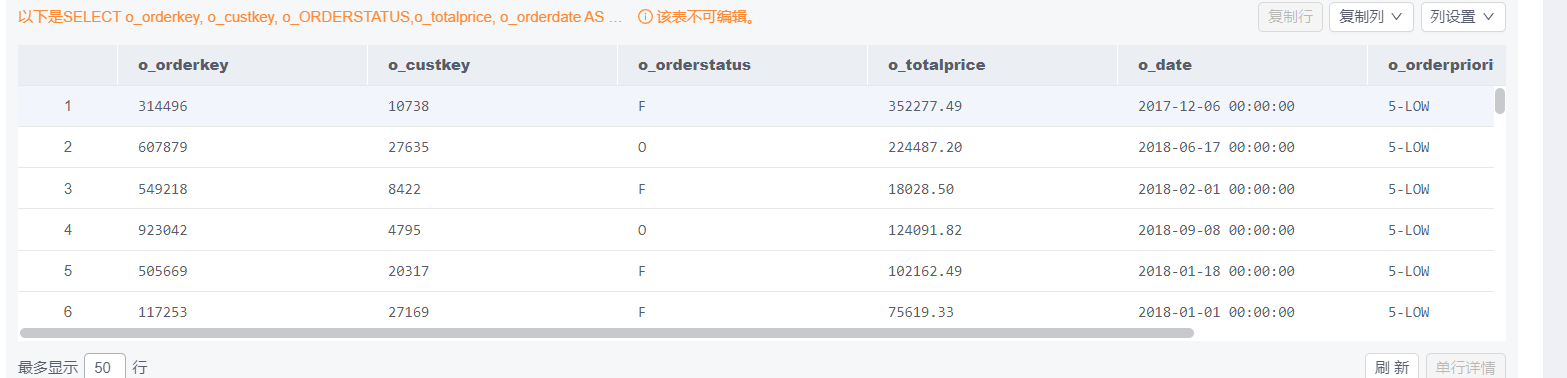 以下是SELECT o_orderkey, o_custkey, o_ORDERSTATUS,o_totalprice, o_orderdate AS ... 该表不可编辑。 复制行 复制列 列设置
o_orderkey o_custkey o_orderstatus o_totalprice o_date o_orderpriori
1 314496 10738 F 352277.49 2017-12-06 00:00:00 5-LOW
2 607879 27635 O 224487.20 2018-06-17 00:00:00 5-LOW
3 549218 8422 F 18028.50 2018-02-01 00:00:00 5-LOW
4 923042 4795 O 124091.82 2018-09-08 00:00:00 5-LOW
5 505669 20317 F 102162.49 2018-01-18 00:00:00 5-LOW
6 117253 27169 F 75619.33 2018-01-01 00:00:00 5-LOW
最多显示 50 行 刷 新 单行详情